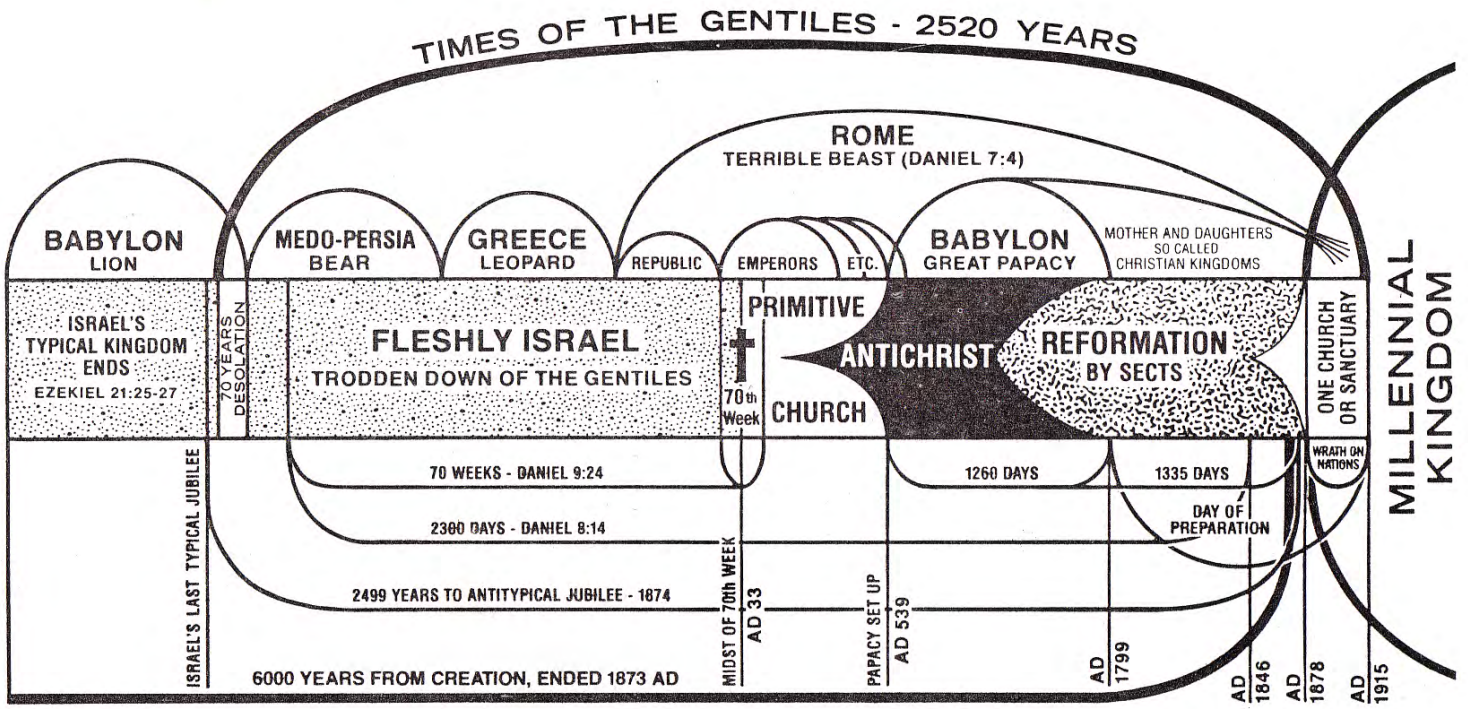 TIMES OF THE GENTILES - 2520 YEARS
ROME
TERRIBLE BEAST (DANIEL 7:4)
BABYLON
LION
MEDO-PERSIA
BEAR
GREECE
LEOPARD
REPUBLIC
EMPERORS
ETC.
BABYLON
GREAT PAPACY
MOTHER AND DAUGHTERS
SO CALLED
CHRISTIAN KINGDOMS
ISRAEL'S
TYPICAL KINGDOM
ENDS
EZEKIEL 21:25-27
70 YEARS
DESOLATION
FLESHLY ISRAEL
TRODDEN DOWN OF THE GENTILES
70th
Week
PRIMITIVE
CHURCH
ANTICHRIST
REFORMATION
BY SECTS
ONE CHURCH
OR SANCTUARY
MILLENNIAL
KINGDOM
70 WEEKS - DANIEL 9:24
1260 DAYS
1335 DAYS
WRATH ON
NATIONS
2300 DAYS - DANIEL 8:14
DAY OF
PREPARATION
2499 YEARS TO ANTITYPICAL JUBILEE - 1874
ISRAEL'S LAST TYPICAL JUBILEE
MIDST OF 70th WEEK
AD 33
PAPACY SET UP
AD 539
AD
1799
AD
1846
AD
1878
AD
1915
6000 YEARS FROM CREATION, ENDED 1873 AD